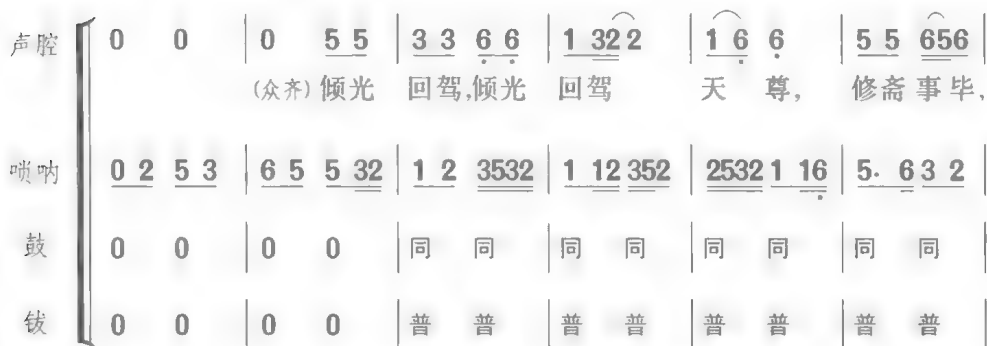 声腔 0 0 | 0 5 5 | 3 3 6 6 | 1 32 2 | 1 6 6 | 5 5 656 |
(众齐) 倾光 回驾,倾光 回驾 天 尊, 修斋事毕,
唢呐 0 2 5 3 | 6 5 5 32 | 1 2 3532 | 1 12 352 | 2532 1 16 | 5· 6 3 2 |
鼓 0 0 | 0 0 | 同 同 | 同 同 | 同 同 | 同 同 |
钹 0 0 | 0 0 | 普 普 | 普 普 | 普 普 | 普 普 |